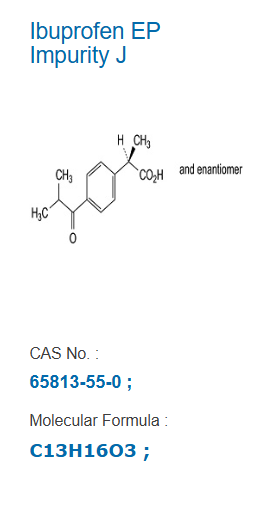 Ibuprofen EP
Impurity J
H CH3
CH3
CO2H
and enantiomer
H3C
O
CAS No. :
65813-55-0 ;
Molecular Formula :
C13H16O3 ;